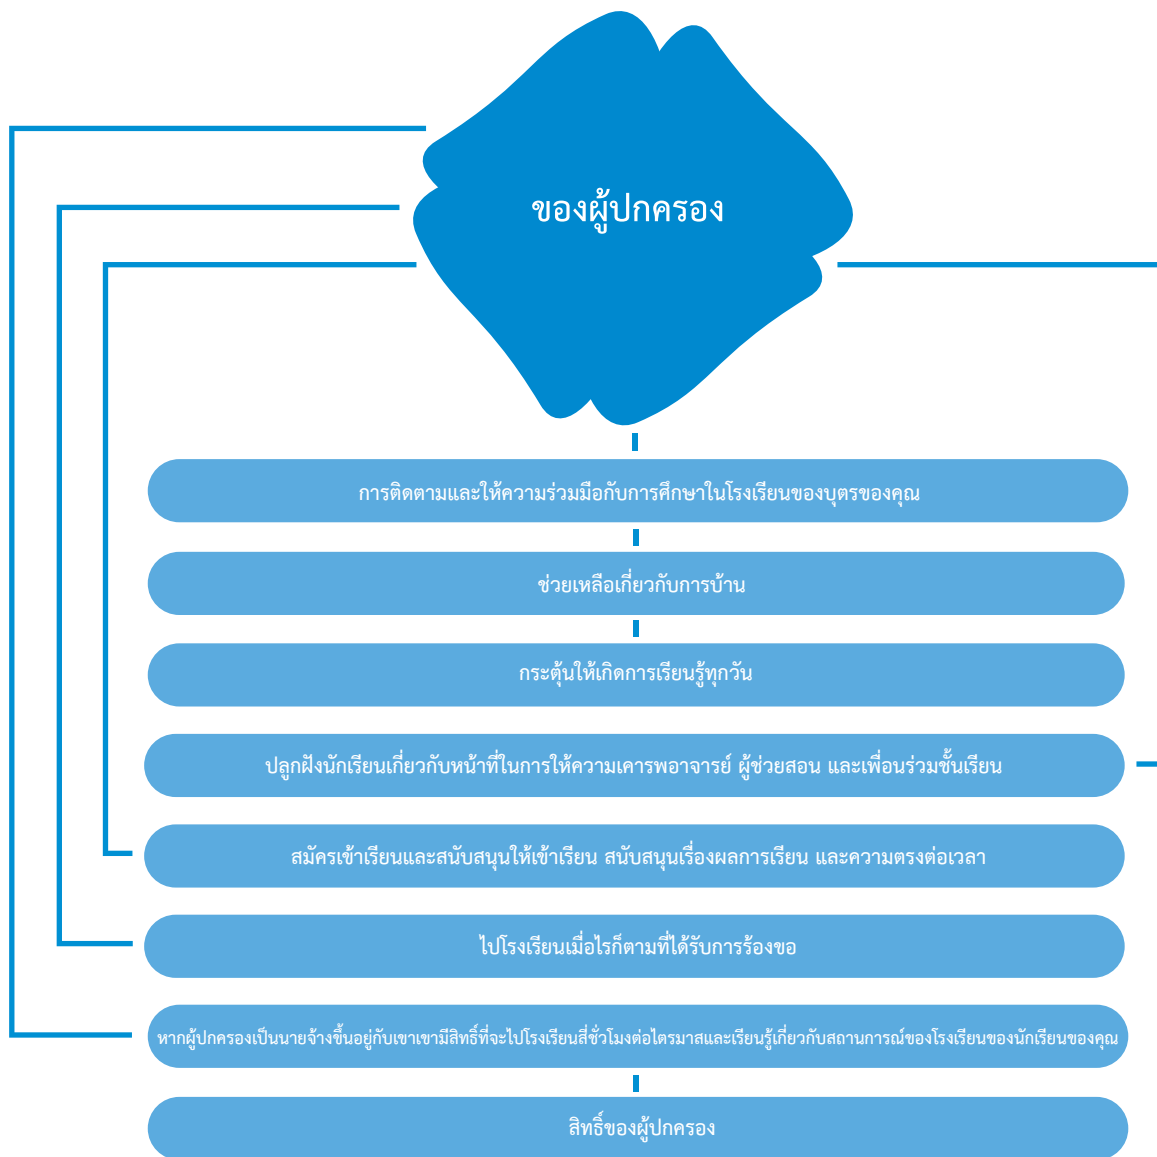 ของผู้ปกครอง
การติดตามและให้ความร่วมมือกับการศึกษาในโรงเรียนของบุตรของคุณ
ช่วยเหลือเกี่ยวกับการบ้าน
กระตุ้นให้เกิดการเรียนรู้ทุกวัน
ปลูกฝังนักเรียนเกี่ยวกับหน้าที่ในการให้ความเคารพอาจารย์ ผู้ช่วยสอน และเพื่อนร่วมชั้นเรียน
สมัครเข้าเรียนและสนับสนุนให้เข้าเรียน สนับสนุนเรื่องผลการเรียน และความตรงต่อเวลา
ไปโรงเรียนเมื่อไรก็ตามที่ได้รับการร้องขอ
หากผู้ปกครองเป็นนายจ้างขึ้นอยู่กับเขาเขามีสิทธิ์ที่จะไปโรงเรียนสี่ชั่วโมงต่อไตรมาสและเรียนรู้เกี่ยวกับสถานการณ์ของโรงเรียนของนักเรียนของคุณ
สิทธิ์ของผู้ปกครอง